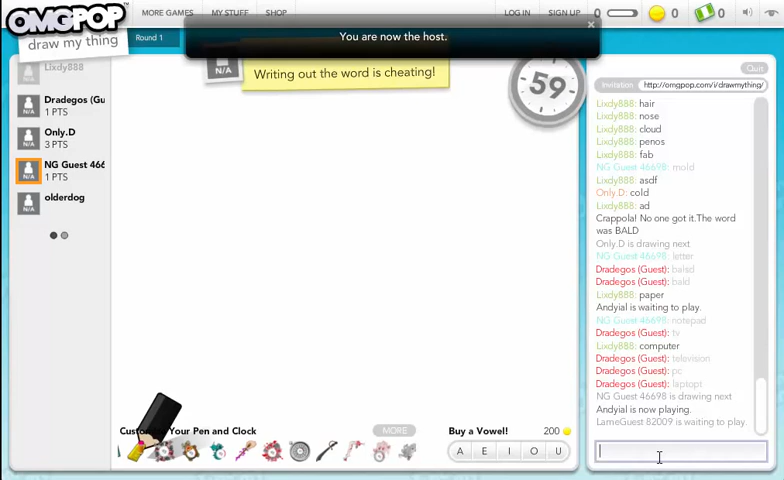 OMGPOP
MORE GAMES
MY STUFF
SHOP
LOG IN
SIGN UP
0
0
0
draw my thing
Round 1
You are now the host.
Writing out the word is cheating!
N/A
59
Lixdy888
N/A
Dradegos (Gu
1 PTS
N/A
Only.D
3 PTS
N/A
NG Guest 466
1 PTS
N/A
olderdog
N/A
Quit
Invitation
http://omgpop.com/i/drawmything/
Lixdy888: hair
Lixdy888: nose
Lixdy888: cloud
Lixdy888: penos
Lixdy888: fab
NG Guest 46698: mold
Lixdy888: asdf
Only.D: cold
Lixdy888: ad
Crappola! No one got it.The word
was BALD
Only.D is drawing next
NG Guest 46698: letter
Dradegos (Guest): balsd
Dradegos (Guest): bald
Lixdy888: paper
Andyial is waiting to play.
NG Guest 46698: notepad
Dradegos (Guest): tv
Lixdy888: computer
Dradegos (Guest): television
Dradegos (Guest): pc
Dradegos (Guest): laptopt
NG Guest 46698 is drawing next
Andyial is now playing.
LameGuest 82009 is waiting to play.
Your Pen and Clock
MORE
Buy a Vowel!
200
A E I O U